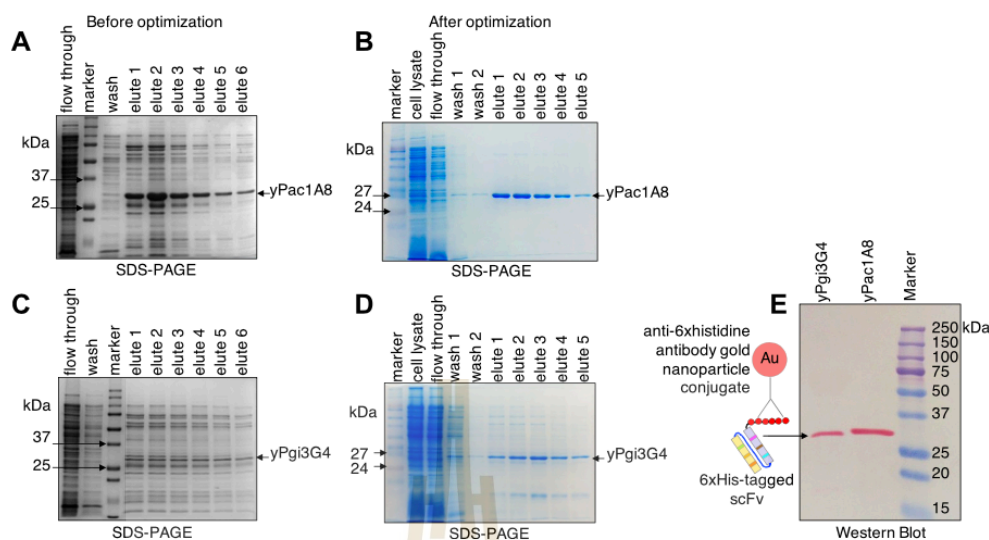 Before optimization
After optimization
A
flow through
marker
wash
elute 1
elute 2
elute 3
elute 4
elute 5
elute 6
kDa
37
25
yPac1A8
SDS-PAGE
B
marker
cell lysate
flow through
wash 1
wash 2
elute 1
elute 2
elute 3
elute 4
elute 5
kDa
27
24
yPac1A8
SDS-PAGE
C
flow through
wash
marker
elute 1
elute 2
elute 3
elute 4
elute 5
elute 6
kDa
37
25
yPgi3G4
SDS-PAGE
D
marker
cell lysate
flow through
wash 1
wash 2
elute 1
elute 2
elute 3
elute 4
elute 5
kDa
27
24
yPgi3G4
SDS-PAGE
E
yPgi3G4
yPac1A8
Marker
250 kDa
150
100
75
50
37
25
20
15
anti-6xhistidine
antibody gold
nanoparticle
conjugate
Au
6xHis-tagged
scFv
Western Blot